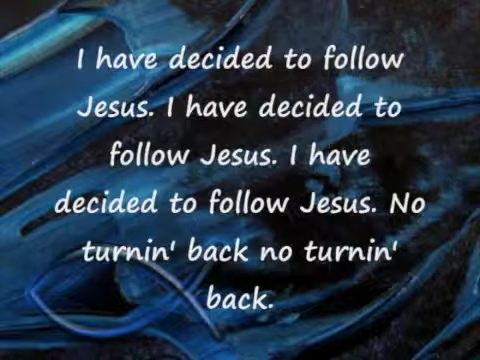 I have decided to follow
Jesus. I have decided to
follow Jesus. I have
decided to follow Jesus. No
turnin' back no turnin'
back.